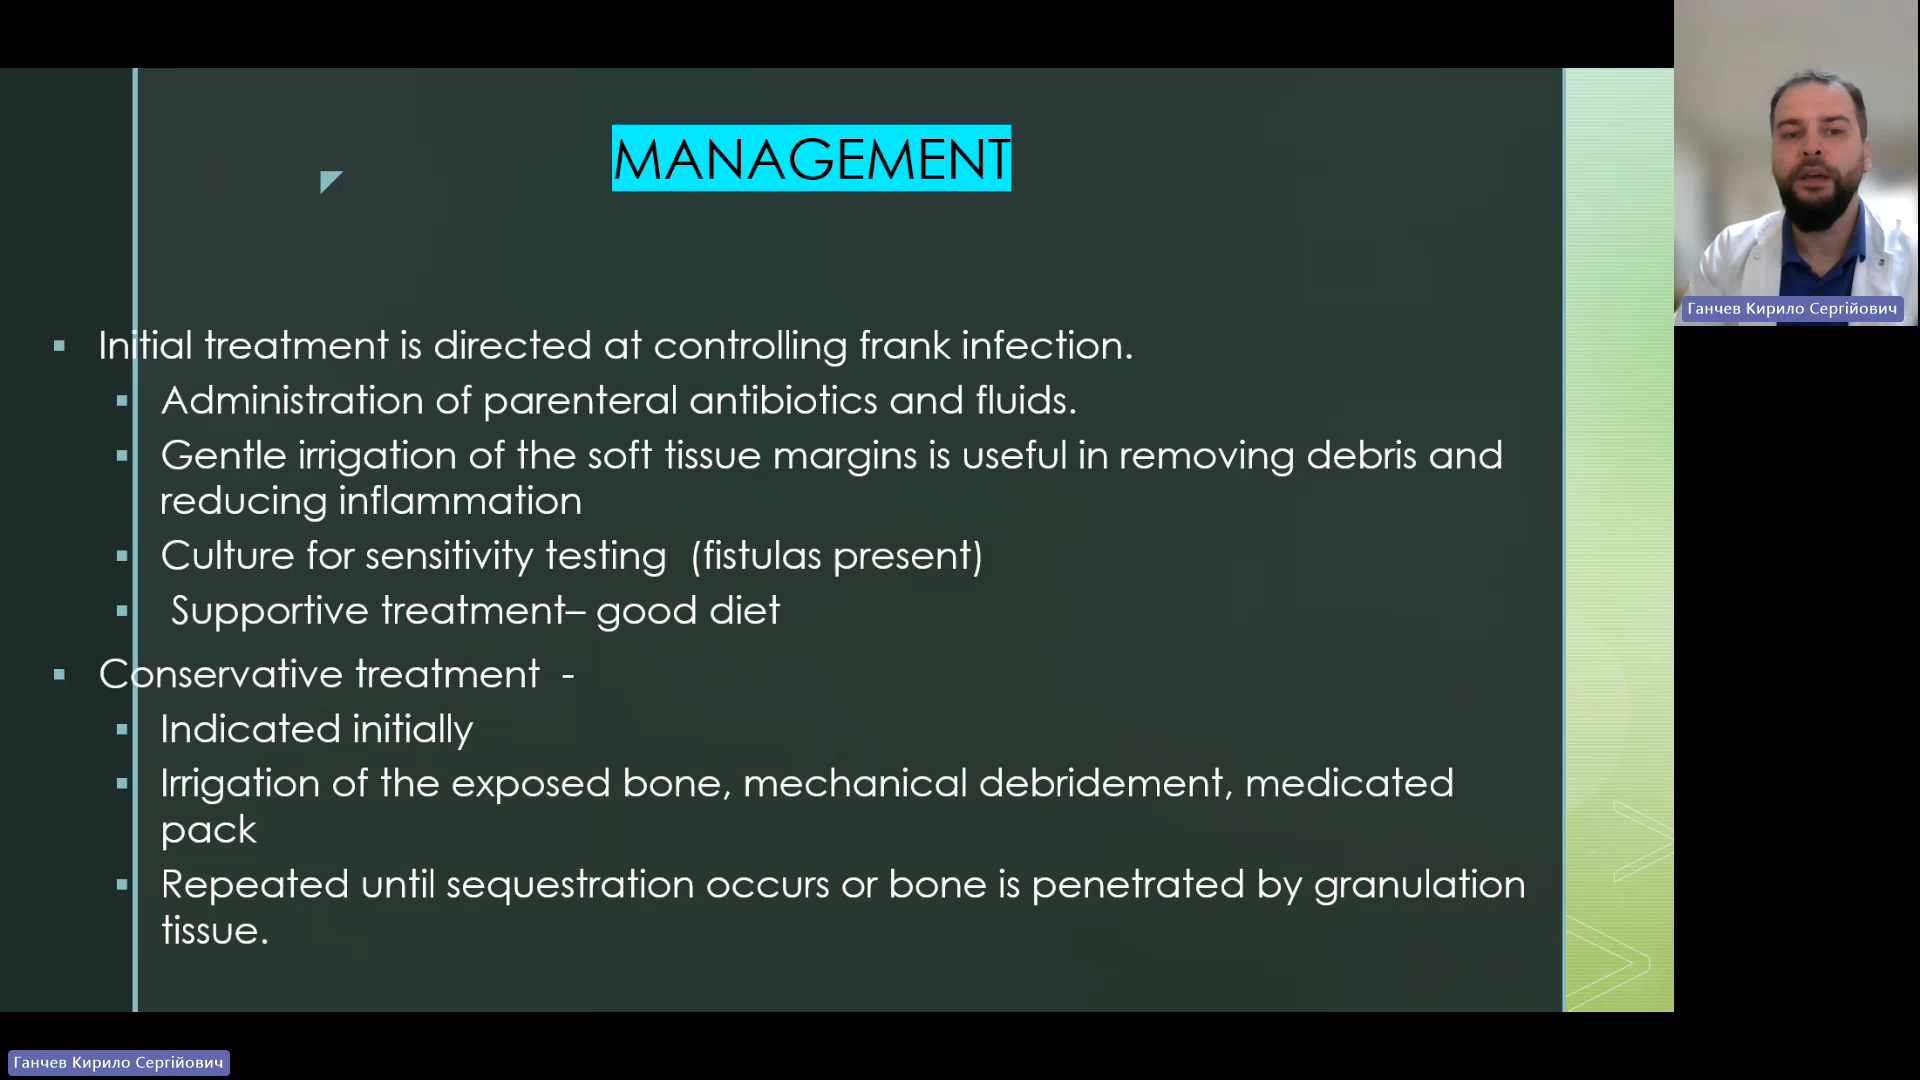 MANAGEMENT
Ганчев Кирило Сергійович
▪ Initial treatment is directed at controlling frank infection.
▪ Administration of parenteral antibiotics and fluids.
▪ Gentle irrigation of the soft tissue margins is useful in removing debris and
reducing inflammation
▪ Culture for sensitivity testing (fistulas present)
▪ Supportive treatment– good diet
▪ Conservative treatment -
▪ Indicated initially
▪ Irrigation of the exposed bone, mechanical debridement, medicated
pack
▪ Repeated until sequestration occurs or bone is penetrated by granulation
tissue.
Ганчев Кирило Сергійович